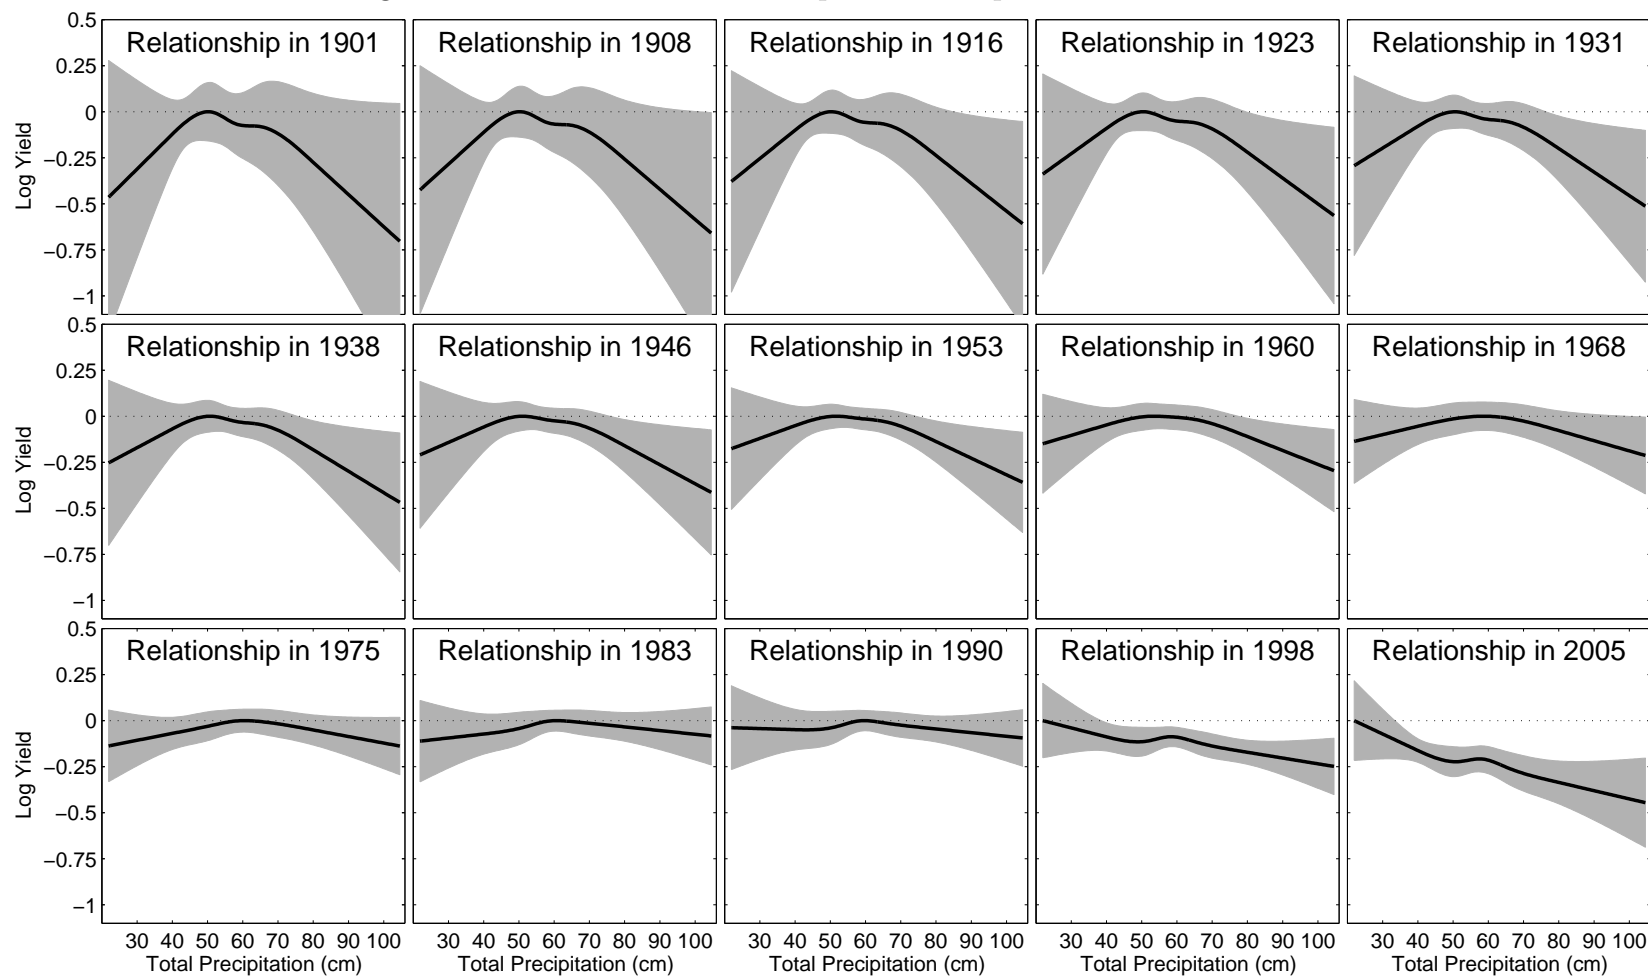 Relationship in 1901 Relationship in 1908 Relationship in 1916 Relationship in 1923 Relationship in 1931
0.5
0.25
0
−0.25
−0.5
−0.75
−1
Log Yield
Relationship in 1938 Relationship in 1946 Relationship in 1953 Relationship in 1960 Relationship in 1968
0.5
0.25
0
−0.25
−0.5
−0.75
−1
Log Yield
Relationship in 1975 Relationship in 1983 Relationship in 1990 Relationship in 1998 Relationship in 2005
0.5
0.25
0
−0.25
−0.5
−0.75
−1
Log Yield
30 40 50 60 70 80 90 100 30 40 50 60 70 80 90 100 30 40 50 60 70 80 90 100 30 40 50 60 70 80 90 100 30 40 50 60 70 80 90 100
Total Precipitation (cm) Total Precipitation (cm) Total Precipitation (cm) Total Precipitation (cm) Total Precipitation (cm)